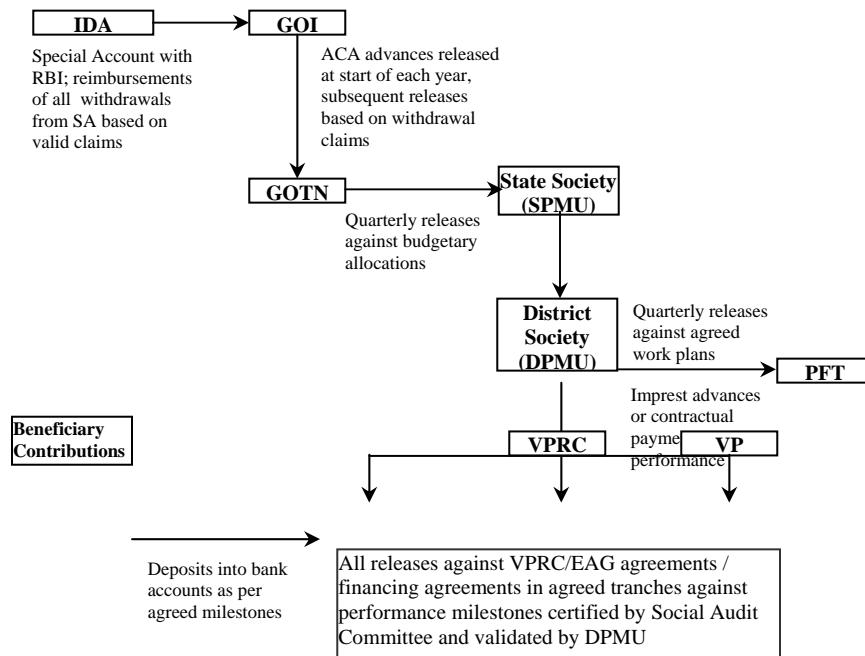 IDA
GOI
Special Account with
RBI; reimbursements
of all withdrawals
from SA based on
valid claims
ACA advances released
at start of each year,
subsequent releases
based on withdrawal
claims
GOTN
State Society
(SPMU)
Quarterly releases
against budgetary
allocations
District
Society
(DPMU)
Quarterly releases
against agreed
work plans
PFT
Imprest advances
or contractual
performance
Beneficiary
Contributions
VPRC
VP
Deposits into bank
accounts as per
agreed milestones
All releases against VPRC/EAG agreements /
financing agreements in agreed tranches against
performance milestones certified by Social Audit
Committee and validated by DPMU